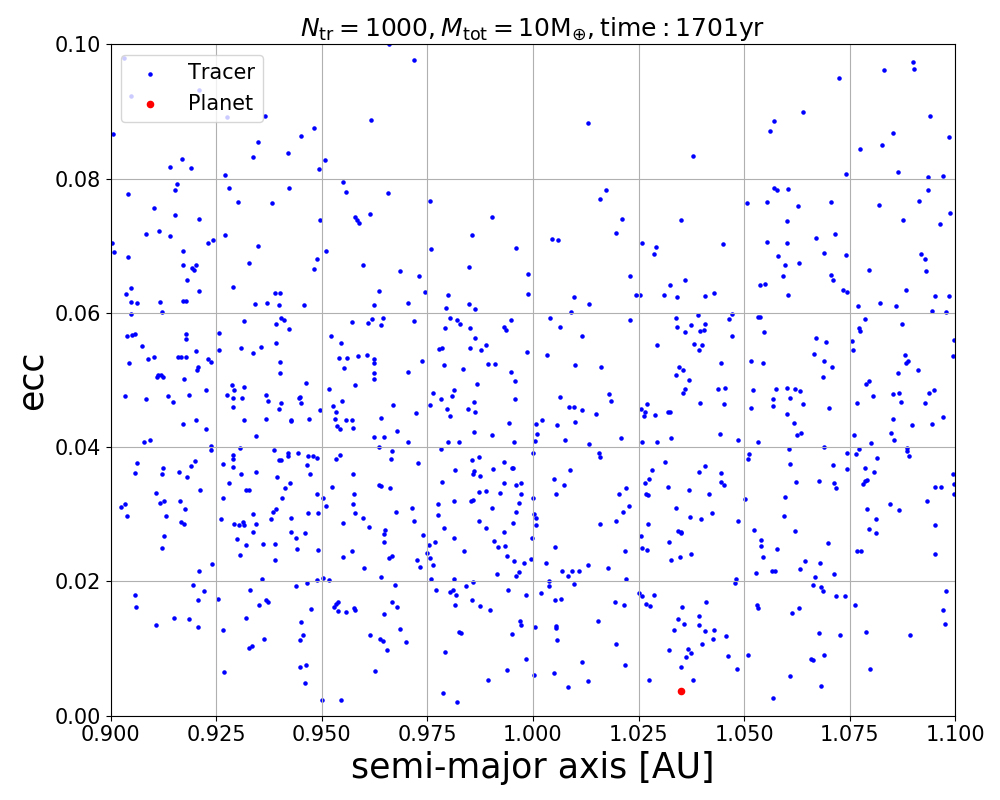 N_tr = 1000, M_tot = 10M_⊕, time : 1701yr
Tracer
Planet
ecc
0.10
0.08
0.06
0.04
0.02
0.00
0.900 0.925 0.950 0.975 1.000 1.025 1.050 1.075 1.100
semi-major axis [AU]